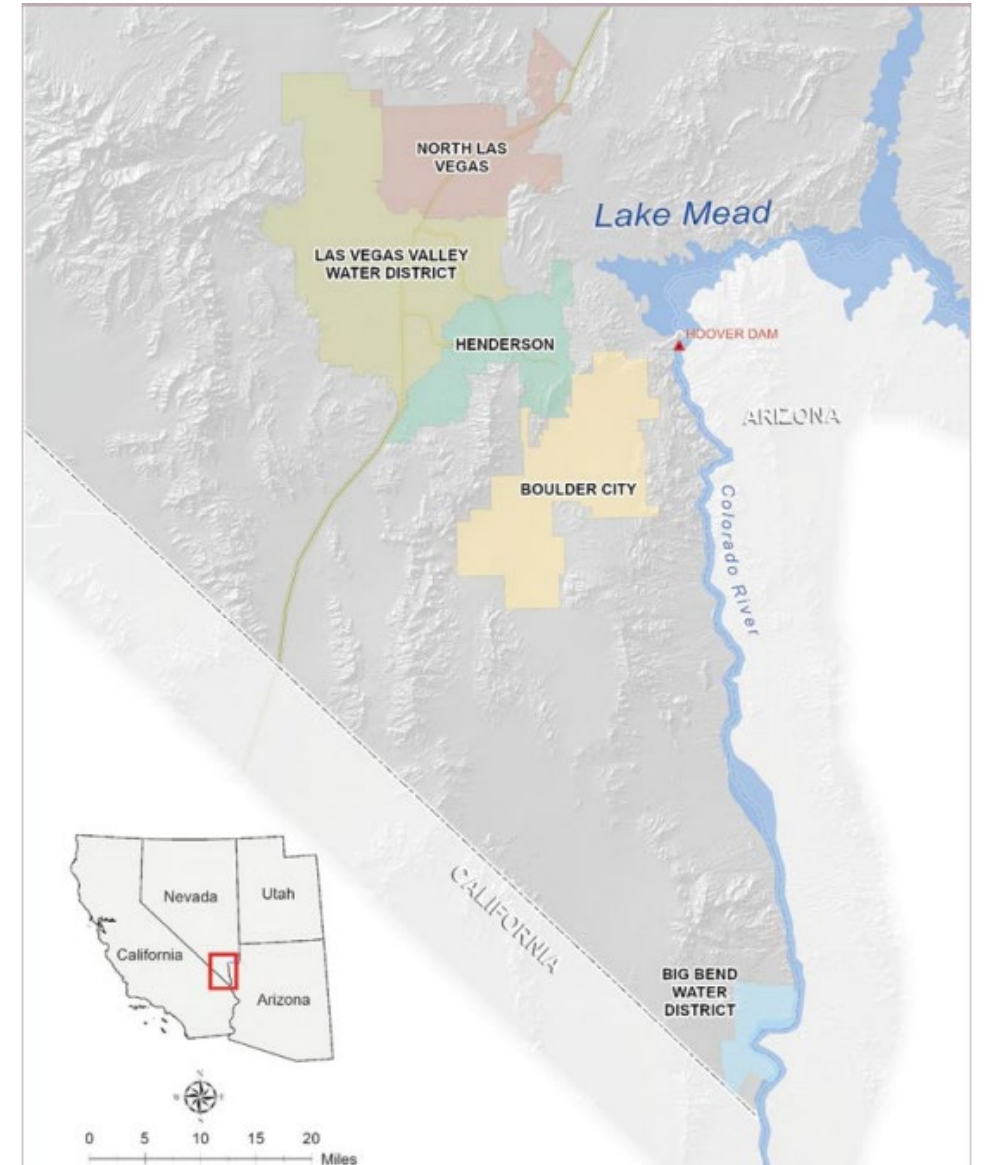 NORTH LAS
VEGAS
Lake Mead
LAS VEGAS VALLEY
WATER DISTRICT
HENDERSON
HOOVER DAM
ARIZONA
BOULDER CITY
Colorado River
CALIFORNIA
Nevada
Utah
California
Arizona
BIG BEND
WATER
DISTRICT
0 5 10 15 20
Miles